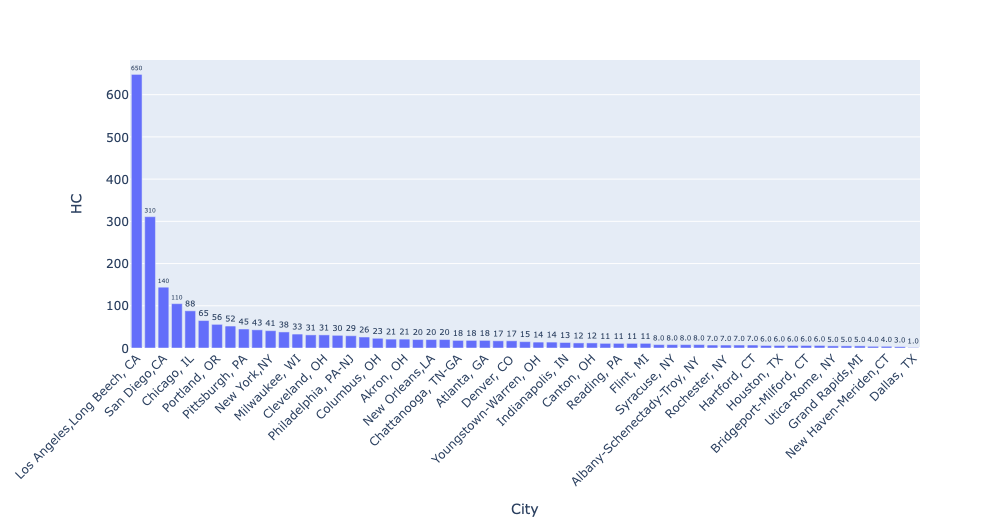 HC
600
500
400
300
200
100
0
650
310
140
110
88
65
56
52
45
43
41
38
33
31
31
30
29
26
23
21
21
20
20
20
18
18
18
17
17
15
14
14
13
12
12
11
11
11
11
8.0
8.0
8.0
8.0
7.0
7.0
7.0
7.0
6.0
6.0
6.0
6.0
6.0
5.0
5.0
5.0
4.0
4.0
3.0
1.0
Los Angeles,Long Beech, CA
San Diego,CA
Chicago, IL
Portland, OR
Pittsburgh, PA
New York,NY
Milwaukee, WI
Cleveland, OH
Philadelphia, PA-NJ
Columbus, OH
Akron, OH
New Orleans,LA
Chattanooga, TN-GA
Atlanta, GA
Denver, CO
Youngstown-Warren, OH
Indianapolis, IN
Canton, OH
Reading, PA
Flint, MI
Syracuse, NY
Albany-Schenectady-Troy, NY
Rochester, NY
Hartford, CT
Houston, TX
Bridgeport-Milford, CT
Utica-Rome, NY
Grand Rapids,MI
New Haven-Meriden,CT
Dallas, TX
City